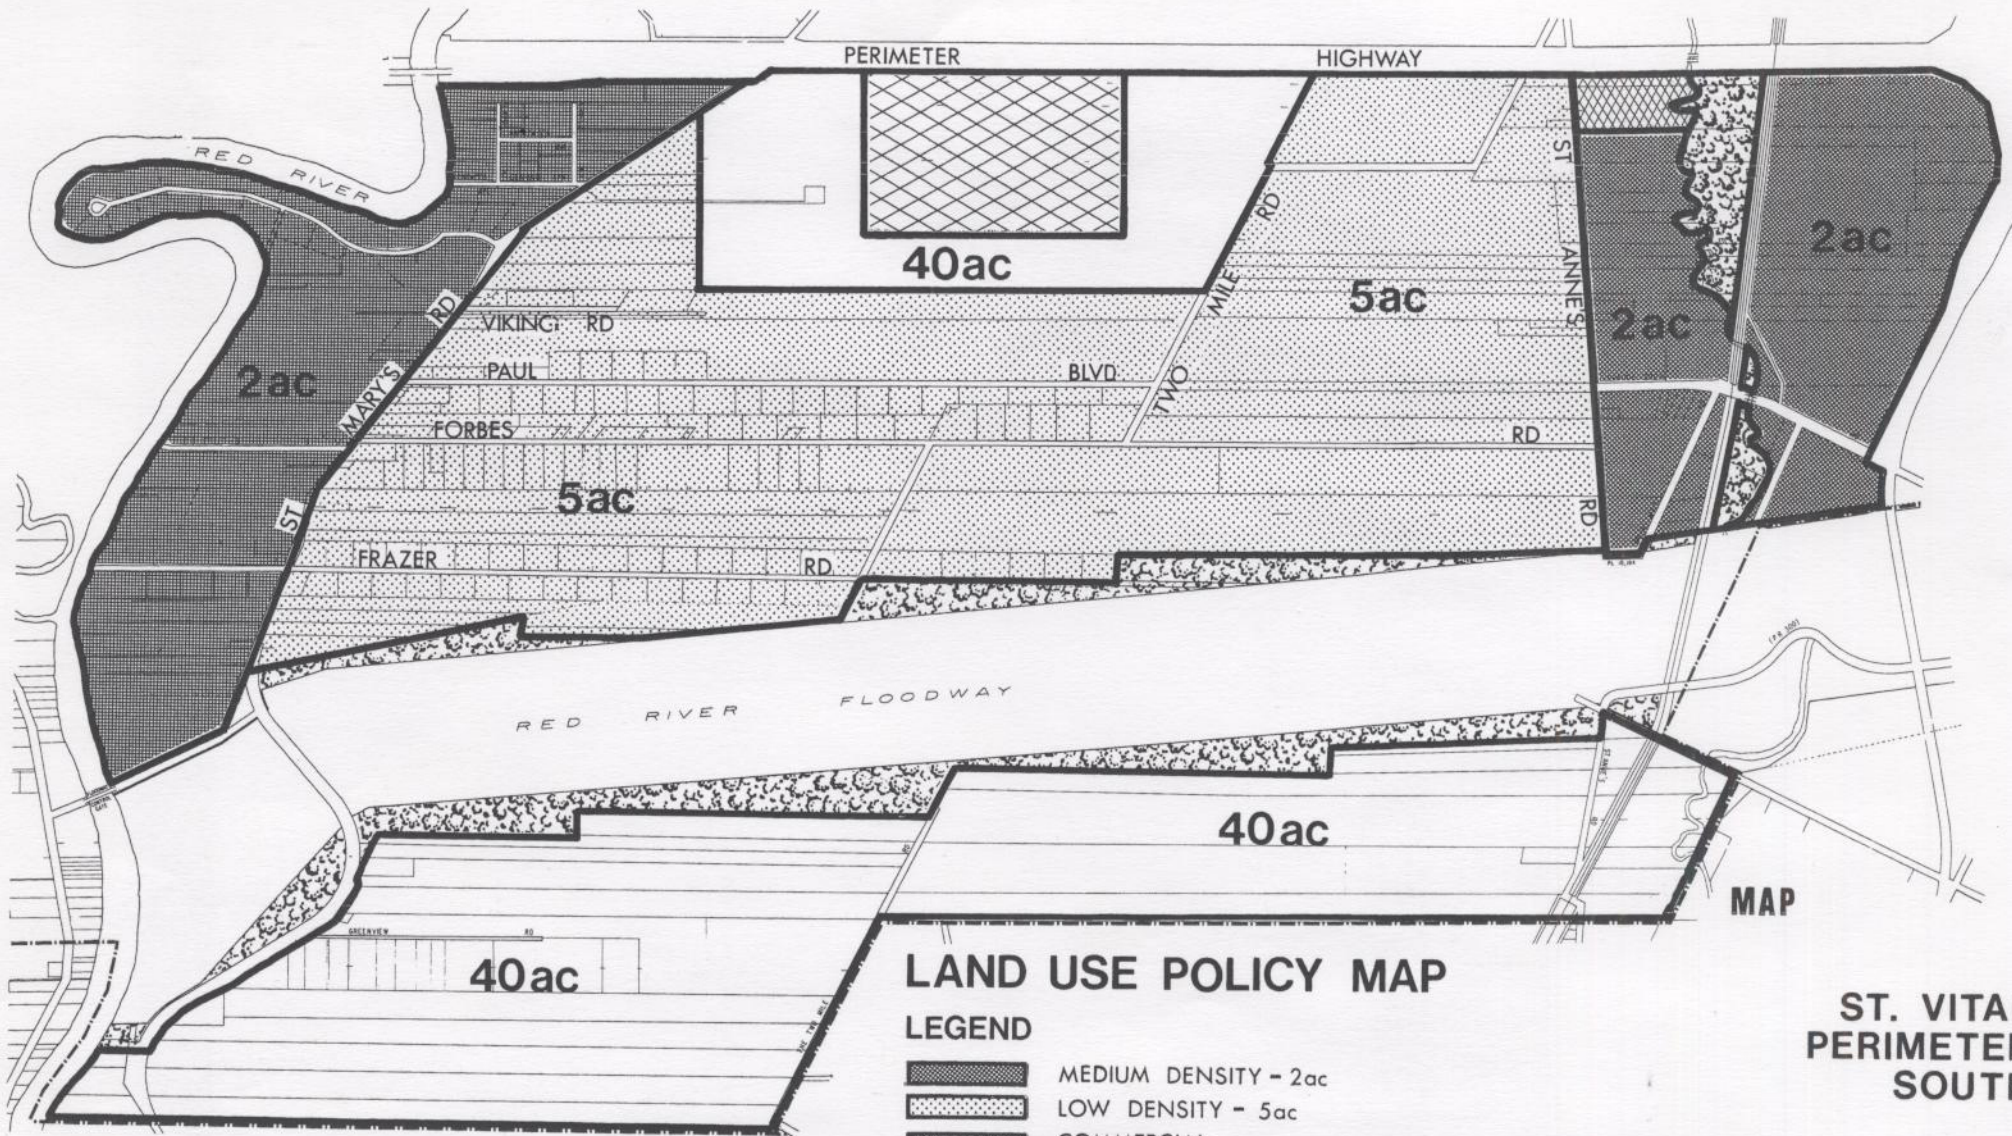 PERIMETER HIGHWAY
RED RIVER
40ac
2ac
5ac
2ac
2ac
ST ANNES RD
TWO MILE RD
ST MARY'S RD
VIKING RD
PAUL BLVD
FORBES RD
5ac
FRAZER RD
RED RIVER FLOODWAY
(P.R. 300)
40ac
MAP
GREENVIEW RD
40ac
LAND USE POLICY MAP
LEGEND
MEDIUM DENSITY - 2ac
LOW DENSITY - 5ac
ST. VITA
PERIMETE
SOUT